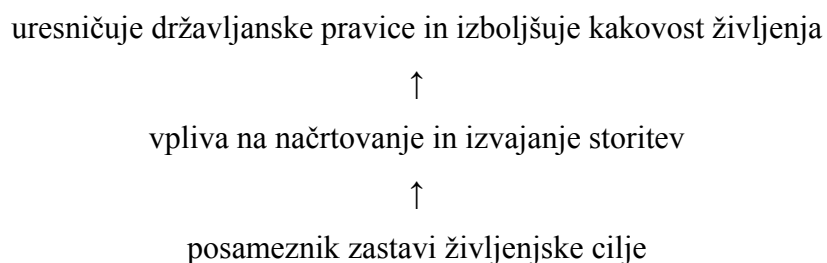 uresničuje državljanske pravice in izboljšuje kakovost življenja
↑
vpliva na načrtovanje in izvajanje storitev
↑
posameznik zastavi življenjske cilje